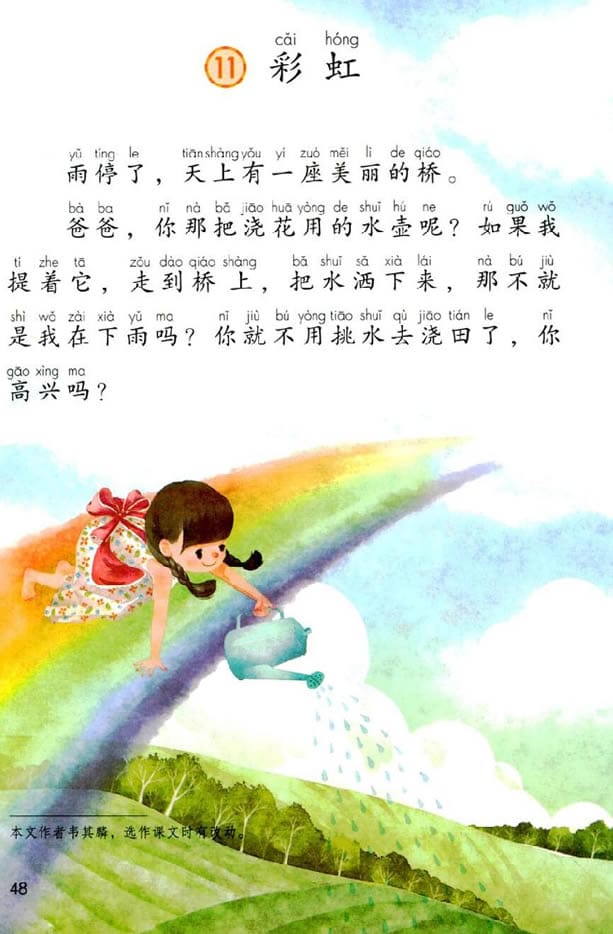 cǎi hóng
11 彩虹
yǔ tíng le tiān shàng yǒu yí zuò měi lì de qiáo
雨停了，天上有一座美丽的桥。
bà ba nǐ nà bǎ jiāo huā yòng de shuǐ hú ne rú guǒ wǒ
爸爸，你那把浇花用的水壶呢？如果我
tí zhe tā zǒu dào qiáo shàng bǎ shuǐ sǎ xià lái nà bú jiù
提着它，走到桥上，把水洒下来，那不就
shì wǒ zài xià yǔ ma nǐ jiù bú yòng tiāo shuǐ qù jiāo tián le nǐ
是我在下雨吗？你就不用挑水去浇田了，你
gāo xìng ma
高兴吗？
本文作者韦其麟，选作课文时有改动。
48